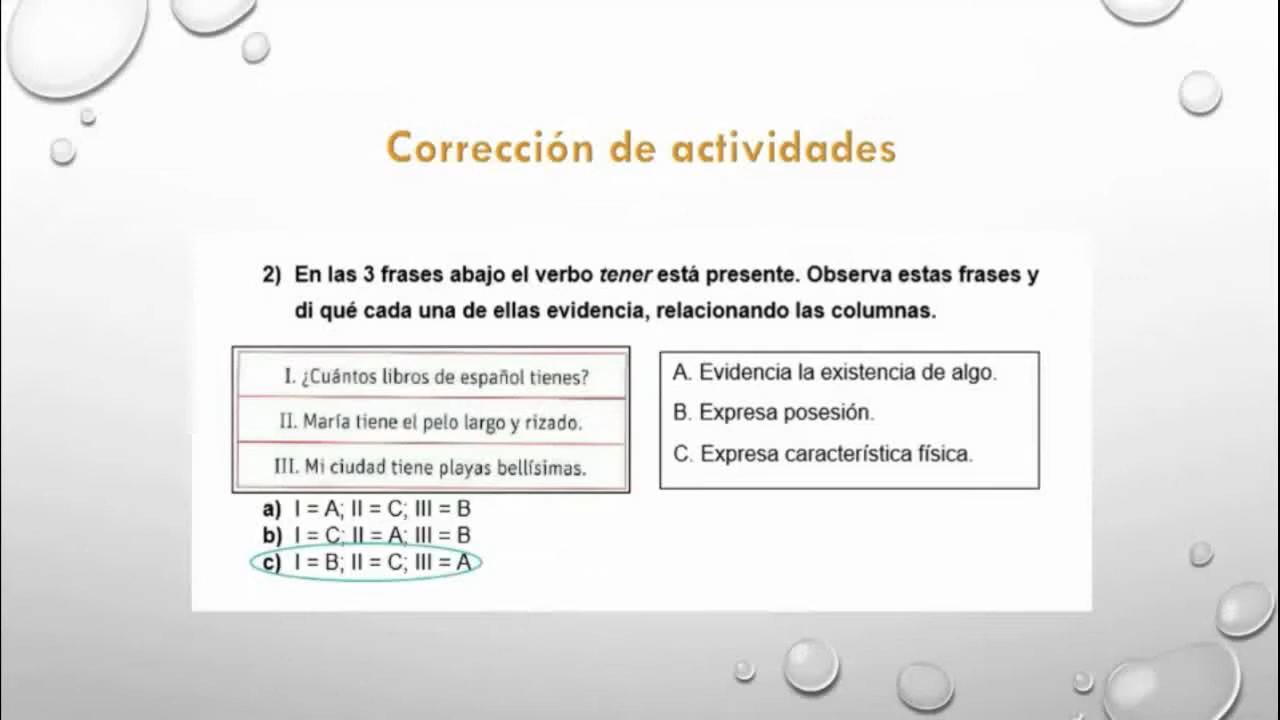 Corrección de actividades
2) En las 3 frases abajo el verbo tener está presente. Observa estas frases y
di qué cada una de ellas evidencia, relacionando las columnas.
I. ¿Cuántos libros de español tienes?
II. María tiene el pelo largo y rizado.
III. Mi ciudad tiene playas bellísimas.
A. Evidencia la existencia de algo.
B. Expresa posesión.
C. Expresa característica física.
a) I = A; II = C; III = B
b) I = C; II = A; III = B
c) I = B; II = C; III = A